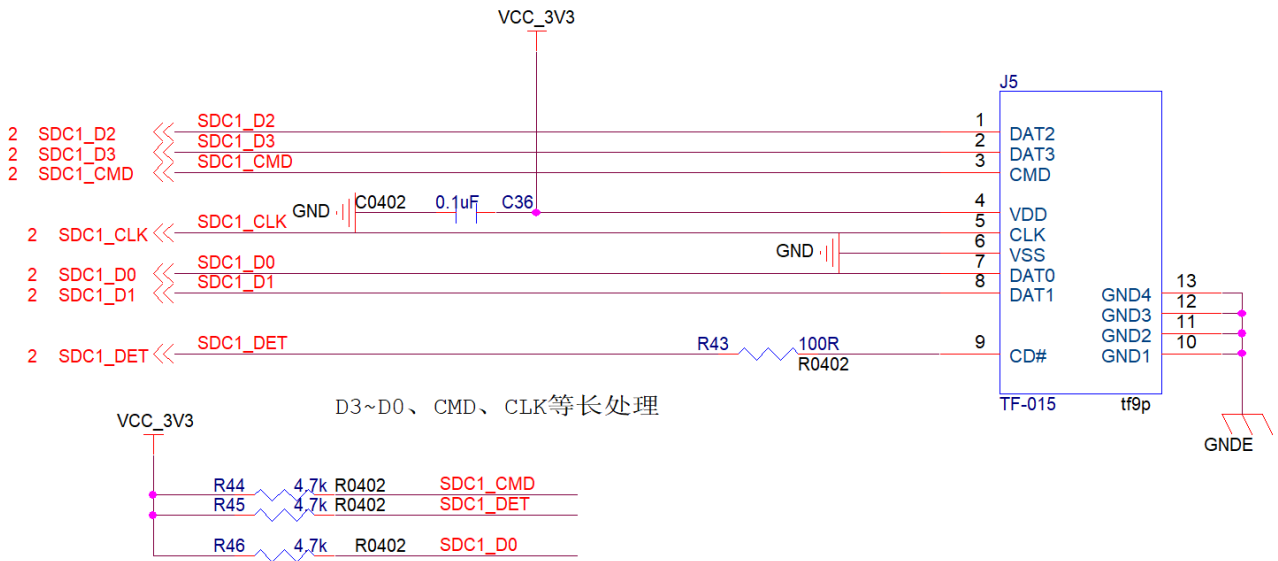 VCC_3V3
J5
2 SDC1_D2 SDC1_D2 1 DAT2
2 SDC1_D3 SDC1_D3 2 DAT3
2 SDC1_CMD SDC1_CMD 3 CMD
GND C0402 0.1uF C36 4 VDD
2 SDC1_CLK SDC1_CLK 5 CLK
GND 6 VSS
2 SDC1_D0 SDC1_D0 7 DAT0
2 SDC1_D1 SDC1_D1 8 DAT1
GND4 13
GND3 12
GND2 11
GND1 10
2 SDC1_DET SDC1_DET R43 100R R0402 9 CD#
D3~D0、CMD、CLK等长处理
TF-015 tf9p
GNDE
VCC_3V3
R44 4.7k R0402 SDC1_CMD
R45 4.7k R0402 SDC1_DET
R46 4.7k R0402 SDC1_D0